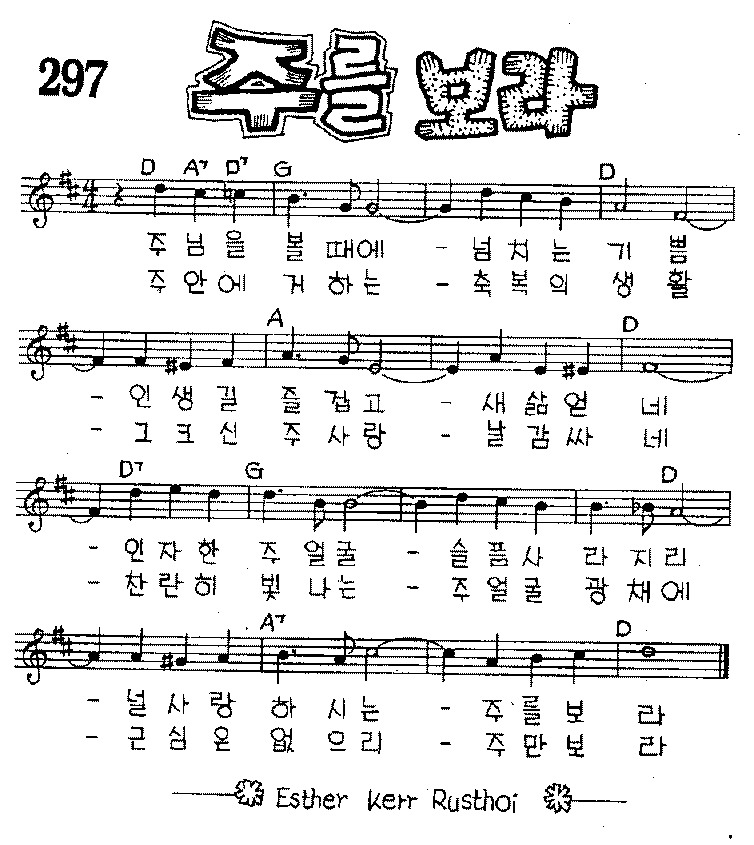 297 주를 보라
D A7 D7 G D
주님을 볼 때에 - 넘치는 기쁨
주안에 거하는 - 축복의 생활
A D
- 인생길 즐겁고 - 새삶얻 네
- 그크신 주사랑 - 날감싸 네
D7 G D
- 인자한 주얼굴 - 슬픔사 라지리
- 찬란히 빛나는 - 주얼굴 광채에
A7 D
- 널사랑 하시는 - 주를보 라
- 근심은 없으리 - 주만보 라
Esther Kerr Rusthoi